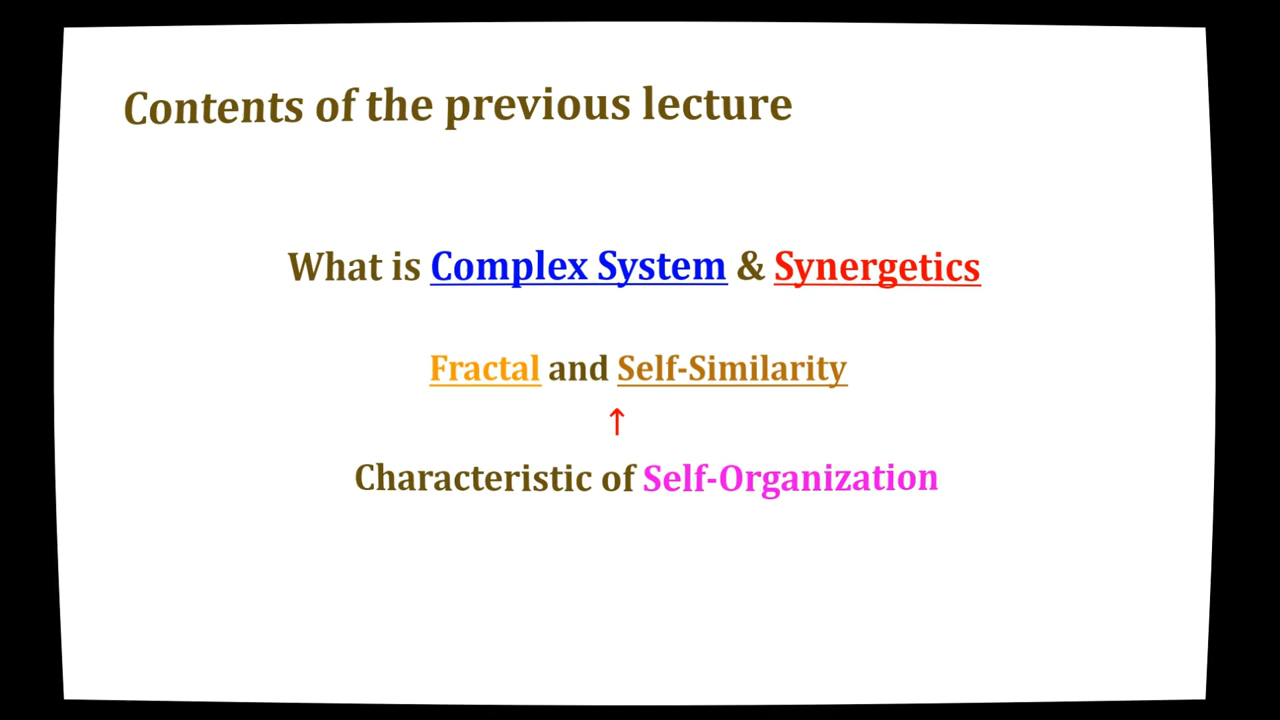 Contents of the previous lecture
What is Complex System & Synergetics
Fractal and Self-Similarity
↑
Characteristic of Self-Organization